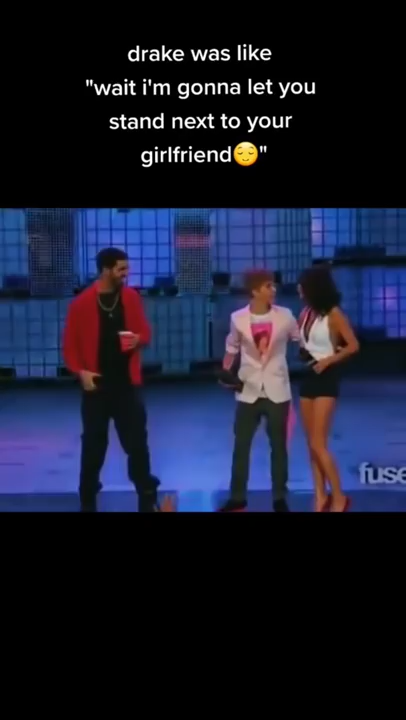 drake was like
"wait i'm gonna let you
stand next to your
girlfriend😌"
fuse